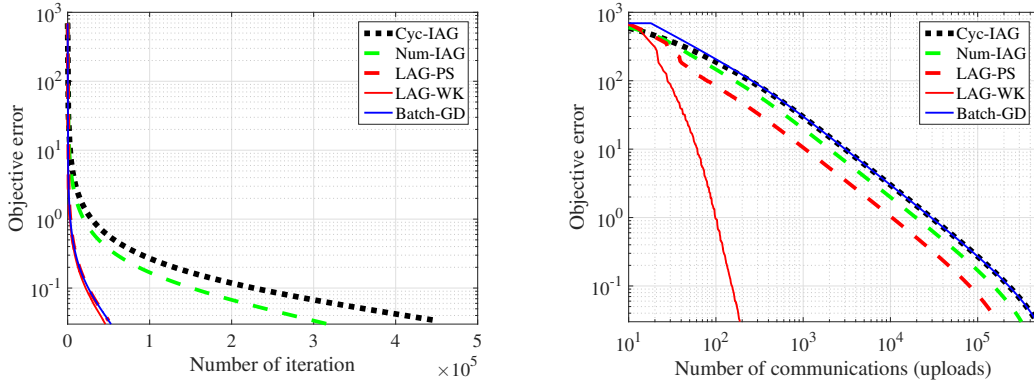 Objective error
10^3
10^2
10^1
10^0
10^-1
Cyc-IAG
Num-IAG
LAG-PS
LAG-WK
Batch-GD
0 1 2 3 4 5
Number of iteration
×10^5
Objective error
10^3
10^2
10^1
10^0
10^-1
Cyc-IAG
Num-IAG
LAG-PS
LAG-WK
Batch-GD
10^1 10^2 10^3 10^4 10^5
Number of communications (uploads)